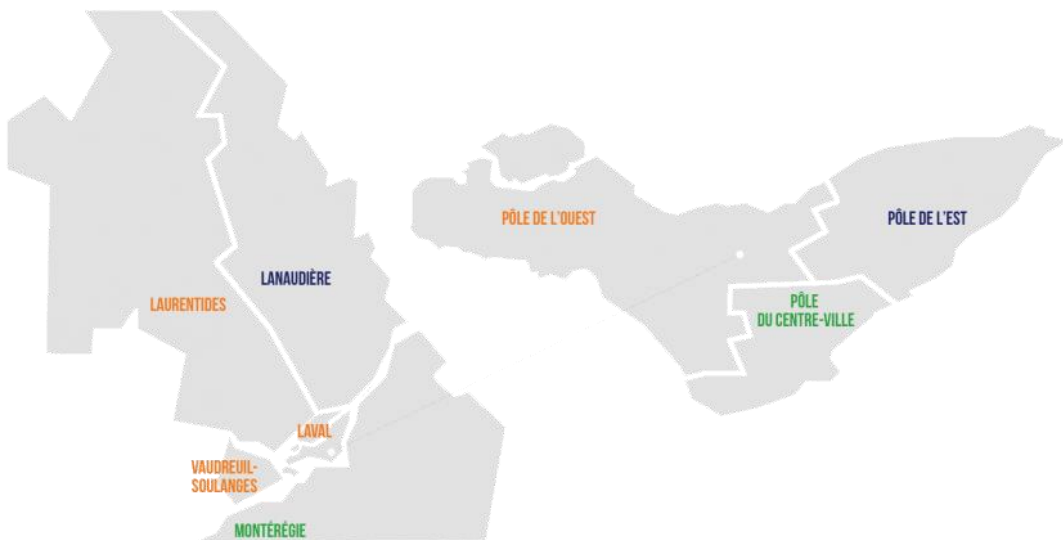 PÔLE DE L'OUEST
PÔLE DE L'EST
LANAUDIÈRE
LAURENTIDES
PÔLE
DU CENTRE-VILLE
LAVAL
VAUDREUIL-
SOULANGES
MONTÉRÉGIE